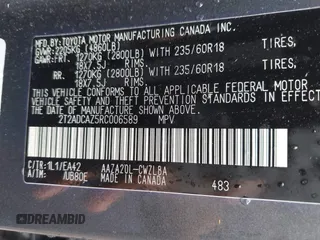 MFD. BY: TOYOTA MOTOR MANUFACTURING CANADA INC.
GVWR: 2205KG (4860LB)
GAWR: FT. 1270KG (2800LB) WITH 235/60R18 TIRES,
18X7.5J RIMS,
RR. 1270KG (2800LB) WITH 235/60R18 TIRES,
18X7.5J RIMS,
THIS VEHICLE CONFORMS TO ALL APPLICABLE FEDERAL MOTOR
VEHICLE SAFETY AND THEFT PREVENTION STANDARDS IN
EFFECT ON THE DATE OF MANUFACTURE SHOWN ABOVE.
2T2ADCAZ5RC006589 MPV
C/TR: 1L1/EA42 AAZA20L-CWZLBA
A/TM: /UB80E MADE IN CANADA
483
DREAMBID